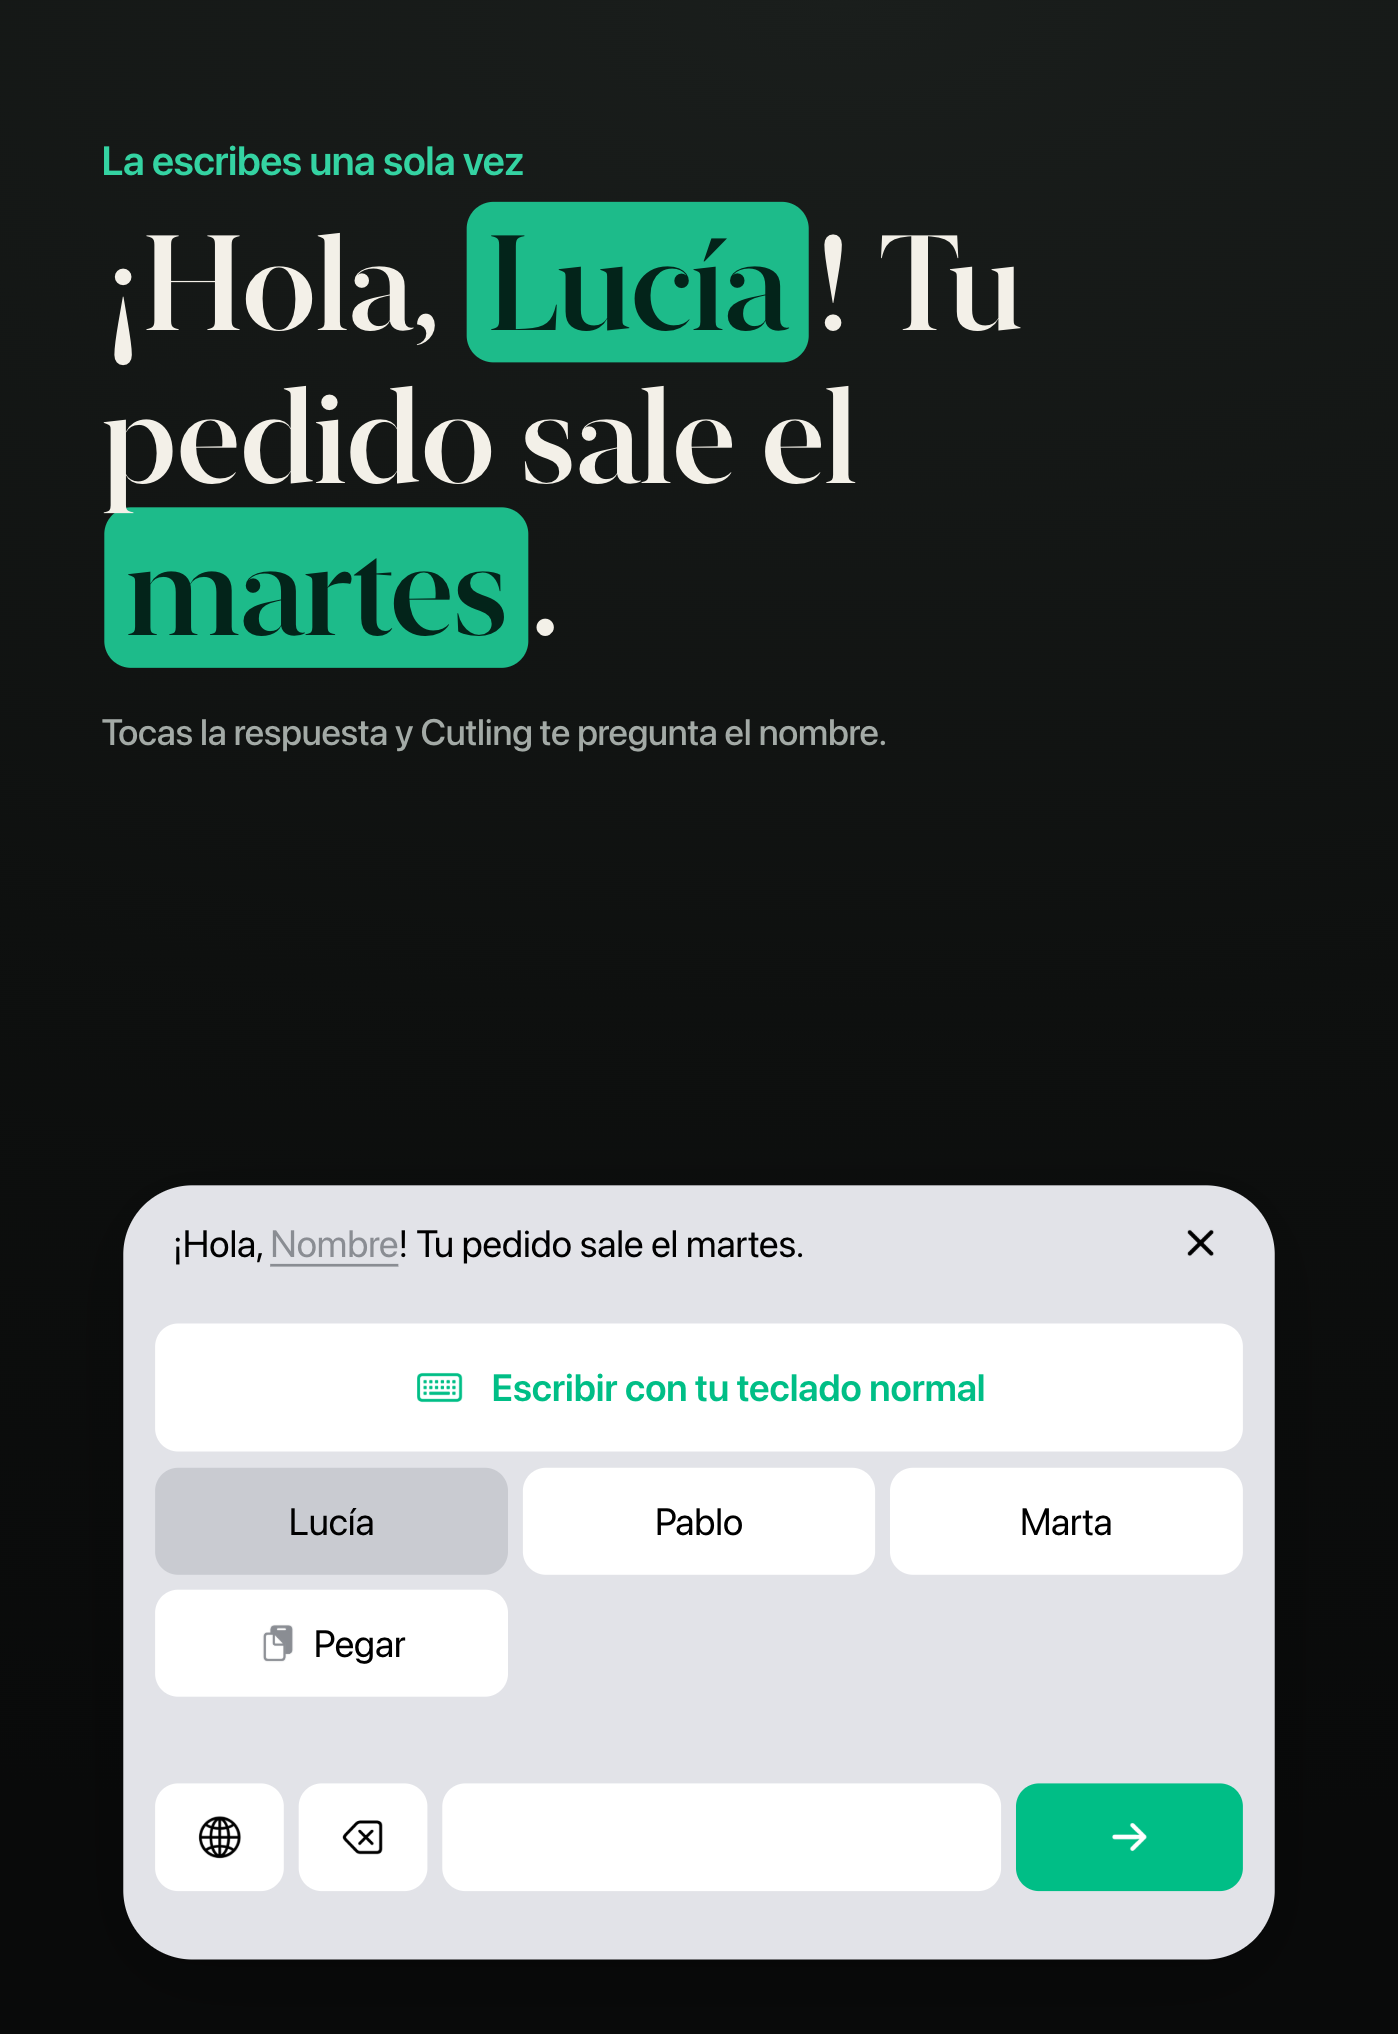 La escribes una sola vez
¡Hola, Lucía! Tu
pedido sale el
martes.
Tocas la respuesta y Cutling te pregunta el nombre.
¡Hola, Nombre! Tu pedido sale el martes.
Escribir con tu teclado normal
Lucía
Pablo
Marta
Pegar